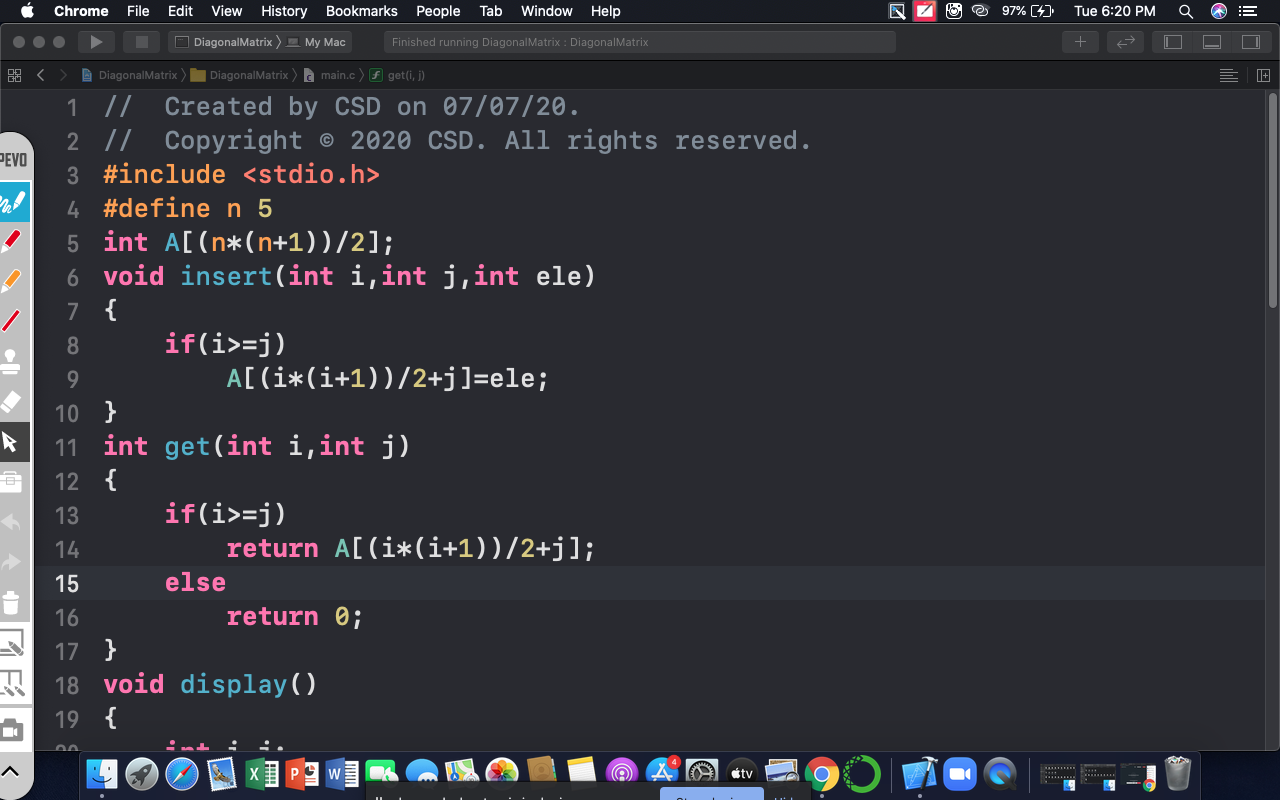 Chrome File Edit View History Bookmarks People Tab Window Help 97% Tue 6:20 PM
DiagonalMatrix My Mac Finished running DiagonalMatrix : DiagonalMatrix
DiagonalMatrix DiagonalMatrix main.c f get(i, j)
1 // Created by CSD on 07/07/20.
2 // Copyright © 2020 CSD. All rights reserved.
PEVO
3 #include <stdio.h>
4 #define n 5
5 int A[(n*(n+1))/2];
6 void insert(int i,int j,int ele)
7 {
8 if(i>=j)
9 A[(i*(i+1))/2+j]=ele;
10 }
11 int get(int i,int j)
12 {
13 if(i>=j)
14 return A[(i*(i+1))/2+j];
15 else
16 return 0;
17 }
18 void display()
19 {
20 int i,j;
4
tv